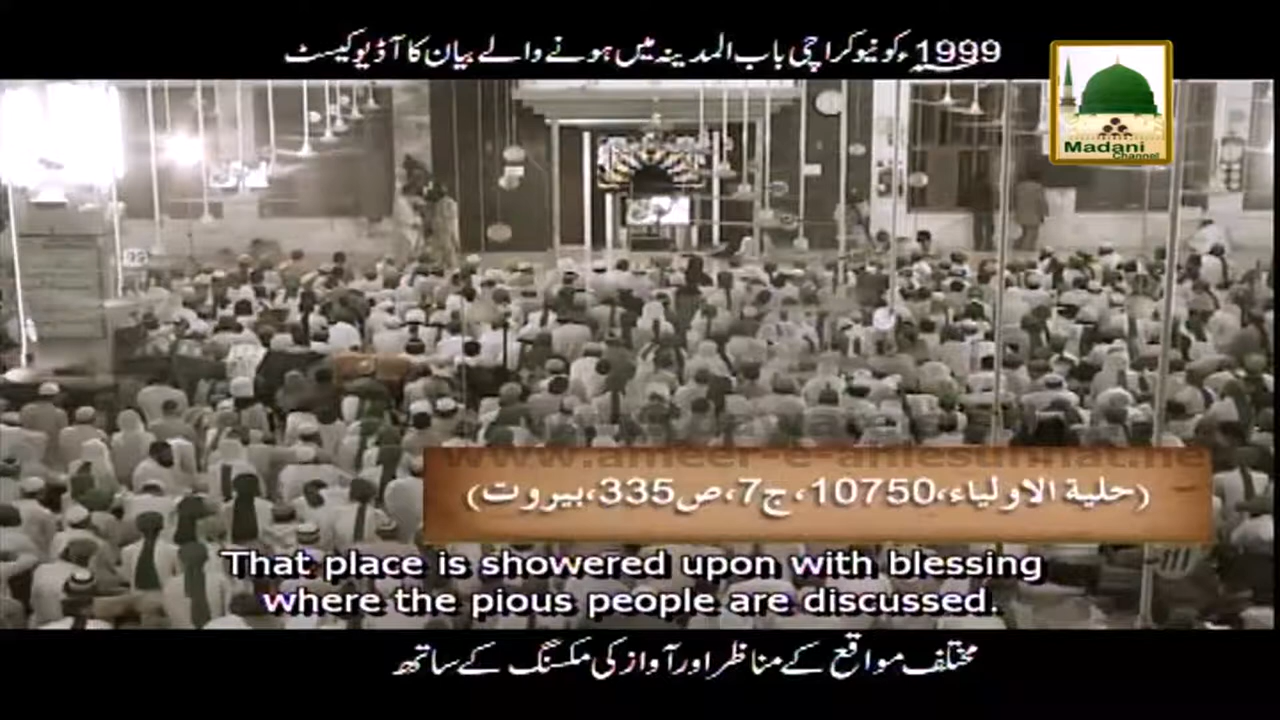 1999ء کو نیو کراچی باب المدینہ میں ہونے والے بیان کا آڈیو کیسٹ
Madani
Channel
www.ameer-e-ahlesunnat.ne
(حلیة الاولیاء،10750، ج7،ص335،بیروت)
That place is showered upon with blessing
where the pious people are discussed.
مختلف مواقع کے مناظر اور آواز کی مکسنگ کے ساتھ